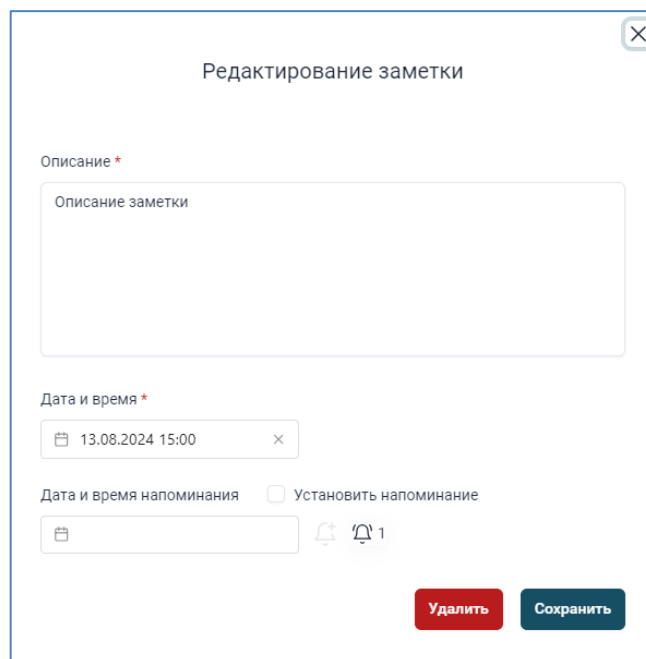 Редактирование заметки
Описание *
Описание заметки
Дата и время *
13.08.2024 15:00
Дата и время напоминания Установить напоминание
1
Удалить Сохранить